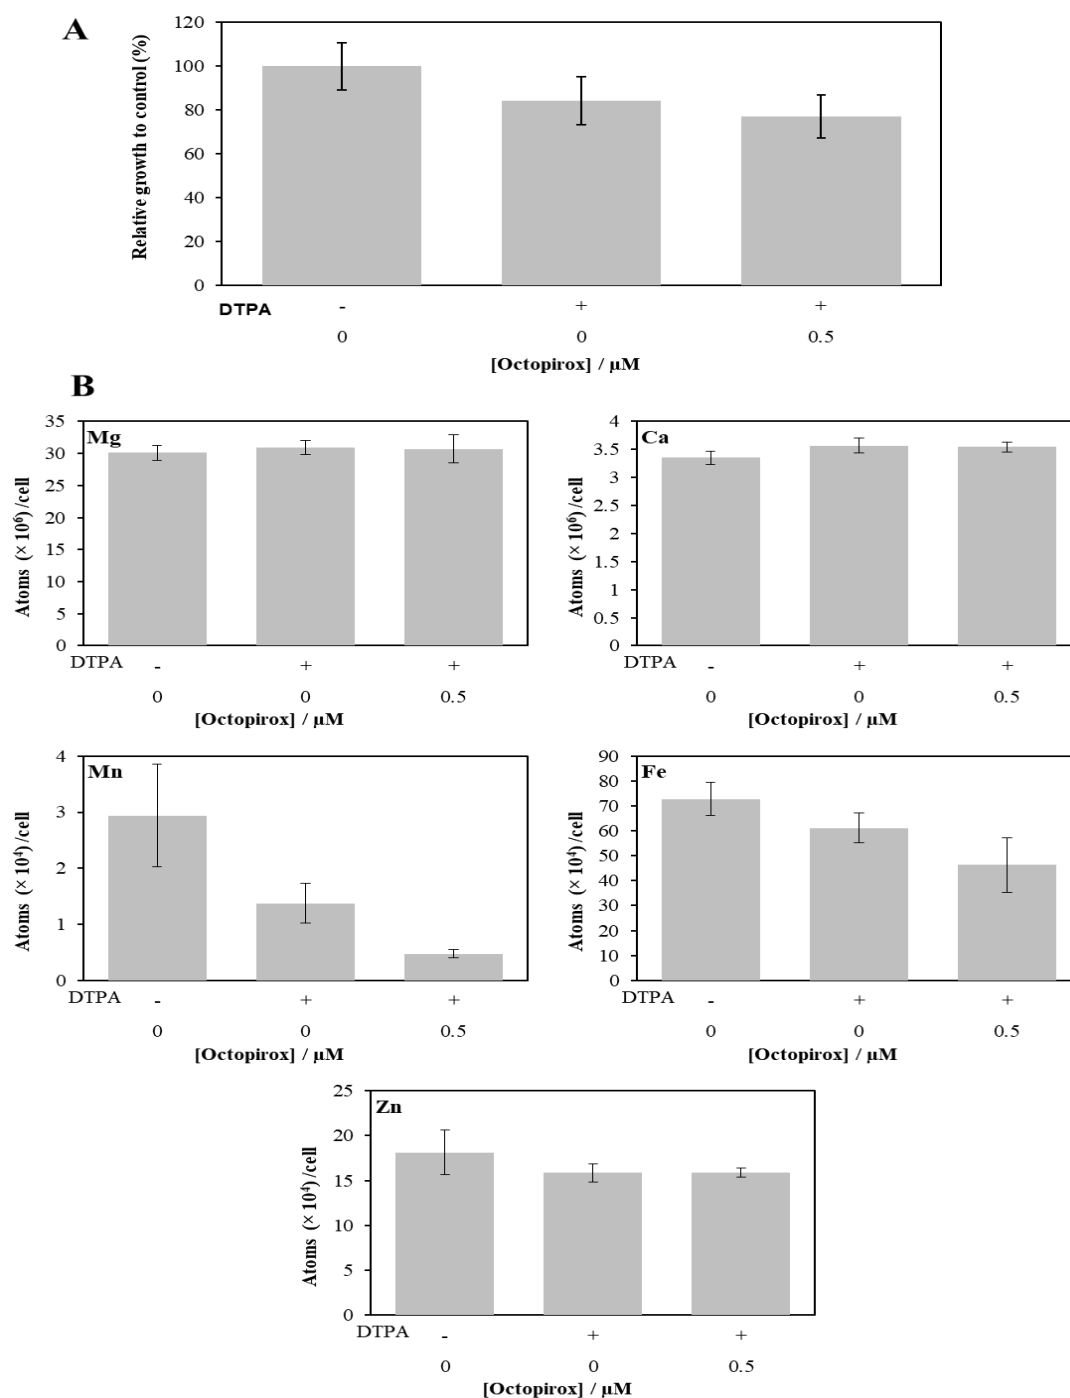 A
Relative growth to control (%)
120
100
80
60
40
20
0
DTPA - + +
0 0 0.5
[Octopirox] / µM
B
Mg
Atoms (× 10⁶) /cell
35
30
25
20
15
10
5
0
DTPA - + +
0 0 0.5
[Octopirox] / µM
Ca
Atoms (× 10⁶) /cell
4
3.5
3
2.5
2
1.5
1
0.5
0
DTPA - + +
0 0 0.5
[Octopirox] / µM
Mn
Atoms (× 10⁴) /cell
4
3
2
1
0
DTPA - + +
0 0 0.5
[Octopirox] / µM
Fe
Atoms (× 10⁴) /cell
90
80
70
60
50
40
30
20
10
0
DTPA - + +
0 0 0.5
[Octopirox] / µM
Zn
Atoms (× 10⁴) /cell
25
20
15
10
5
0
DTPA - + +
0 0 0.5
[Octopirox] / µM